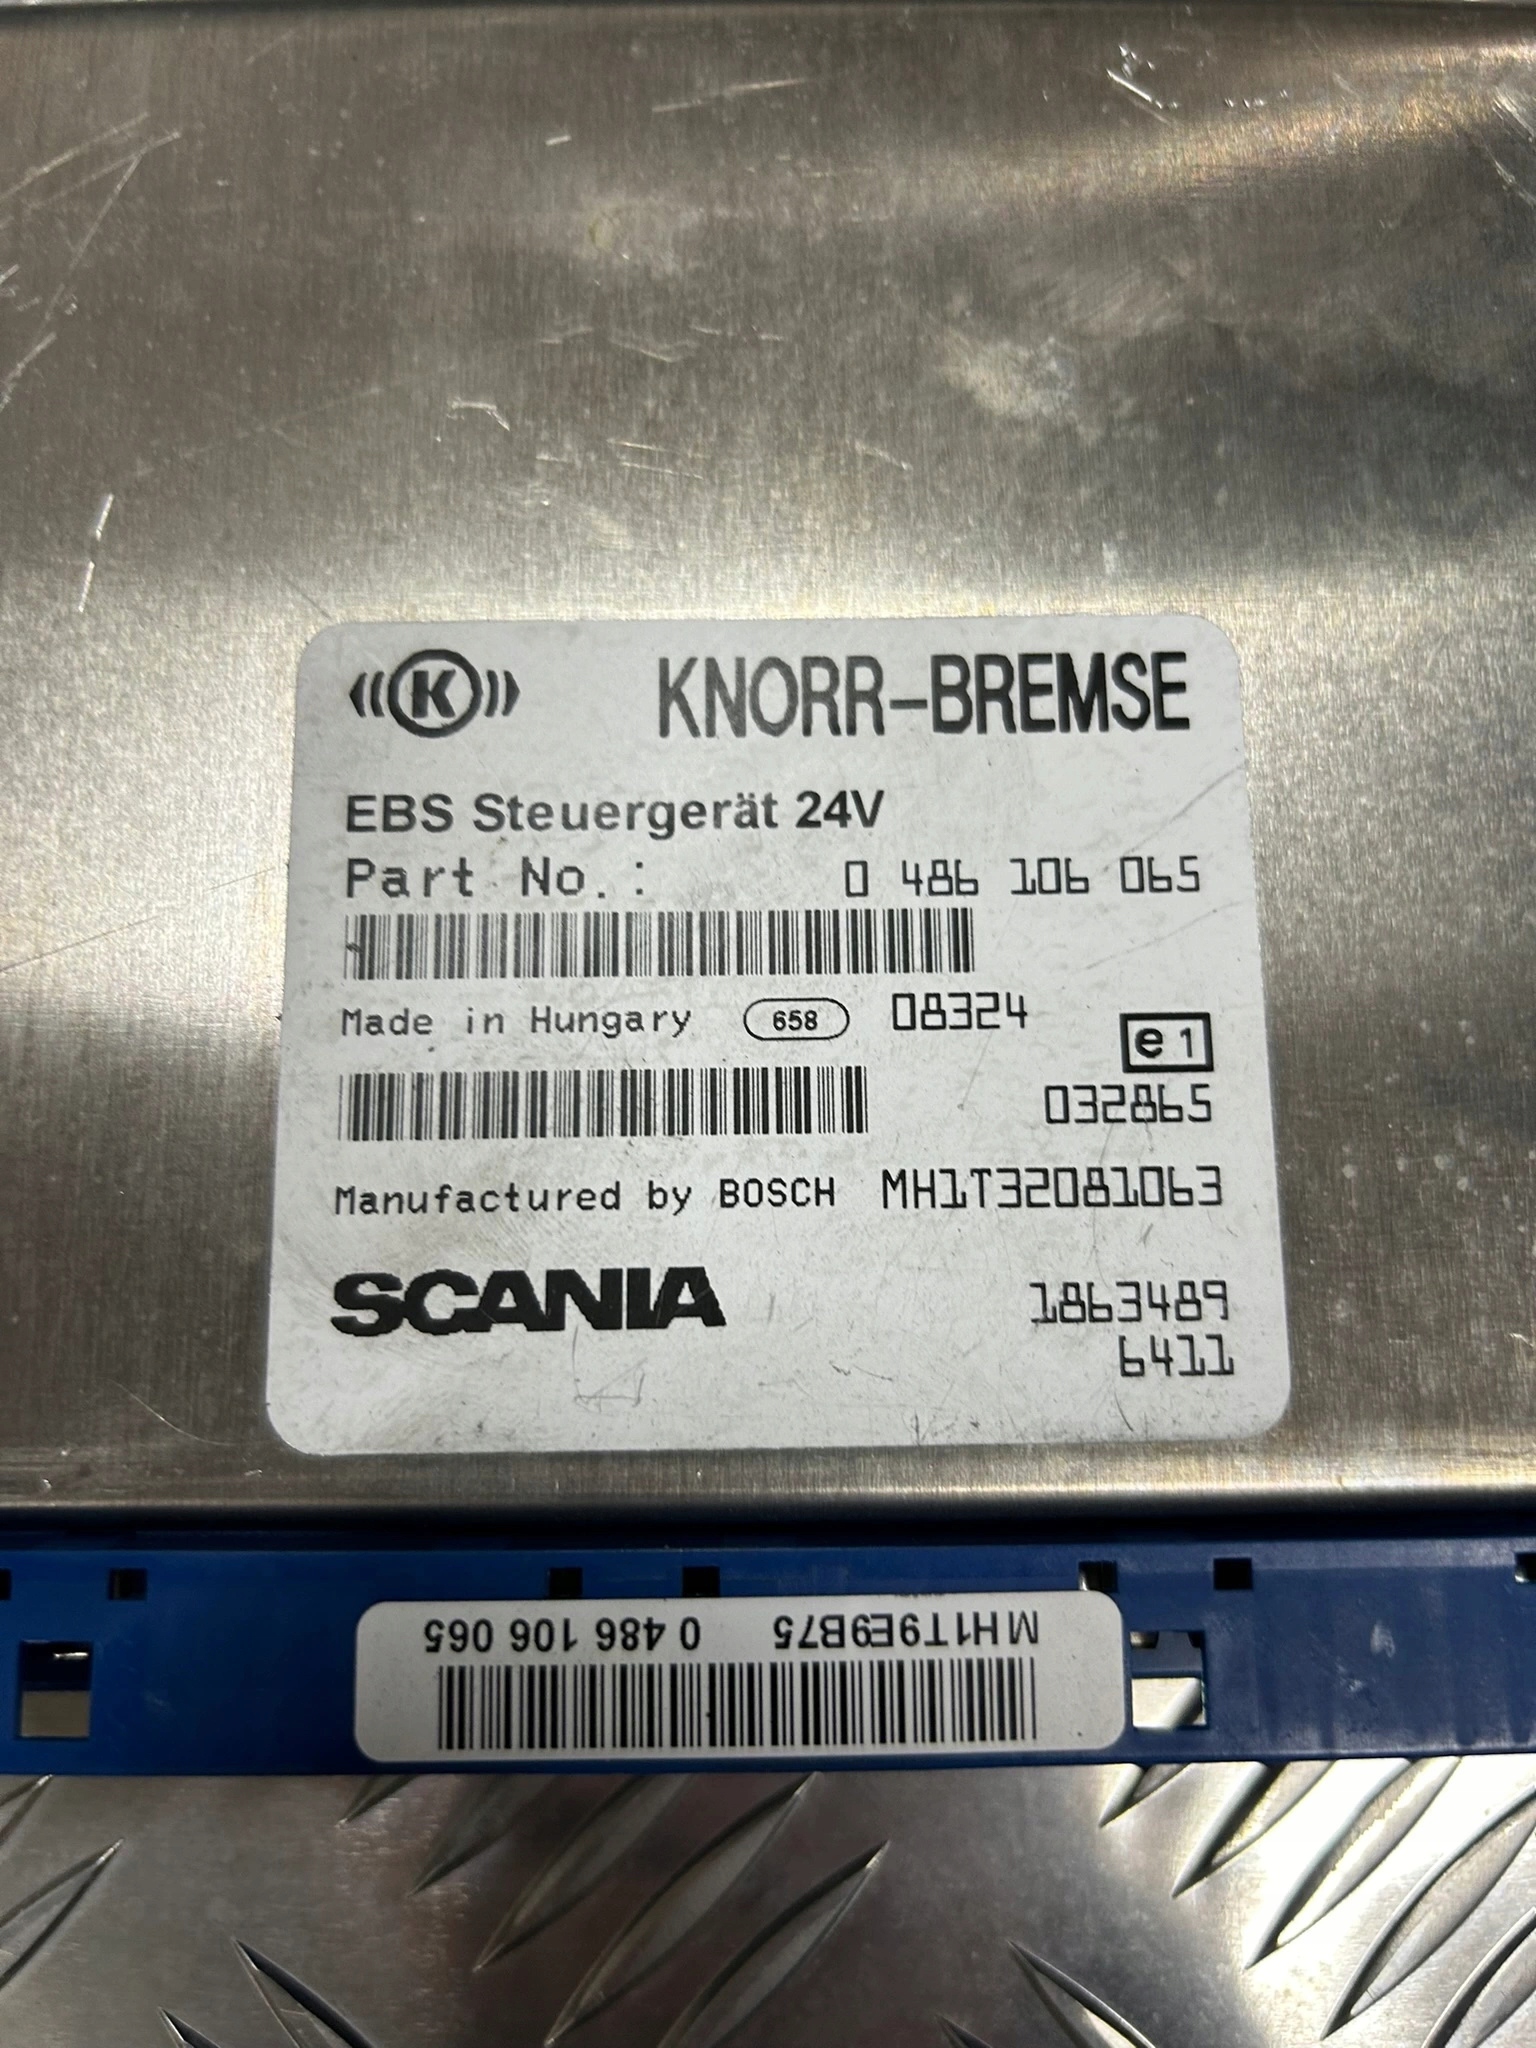 K KNORR-BREMSE
EBS Steuergerät 24V
Part No.: 0 486 106 065
Made in Hungary 658 08324
e1
032865
Manufactured by BOSCH MH1T32081063
SCANIA 1863489
6411
MH1T9E9B75 0 486 106 065